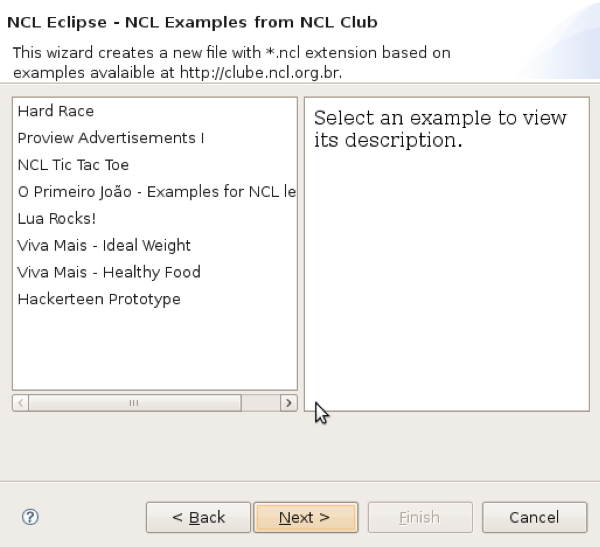 NCL Eclipse - NCL Examples from NCL Club
This wizard creates a new file with *.ncl extension based on
examples avalaible at http://clube.ncl.org.br.
Hard Race
Proview Advertisements I
NCL Tic Tac Toe
O Primeiro João - Examples for NCL le
Lua Rocks!
Viva Mais - Ideal Weight
Viva Mais - Healthy Food
Hackerteen Prototype
Select an example to view
its description.
?
< Back
Next >
Finish
Cancel